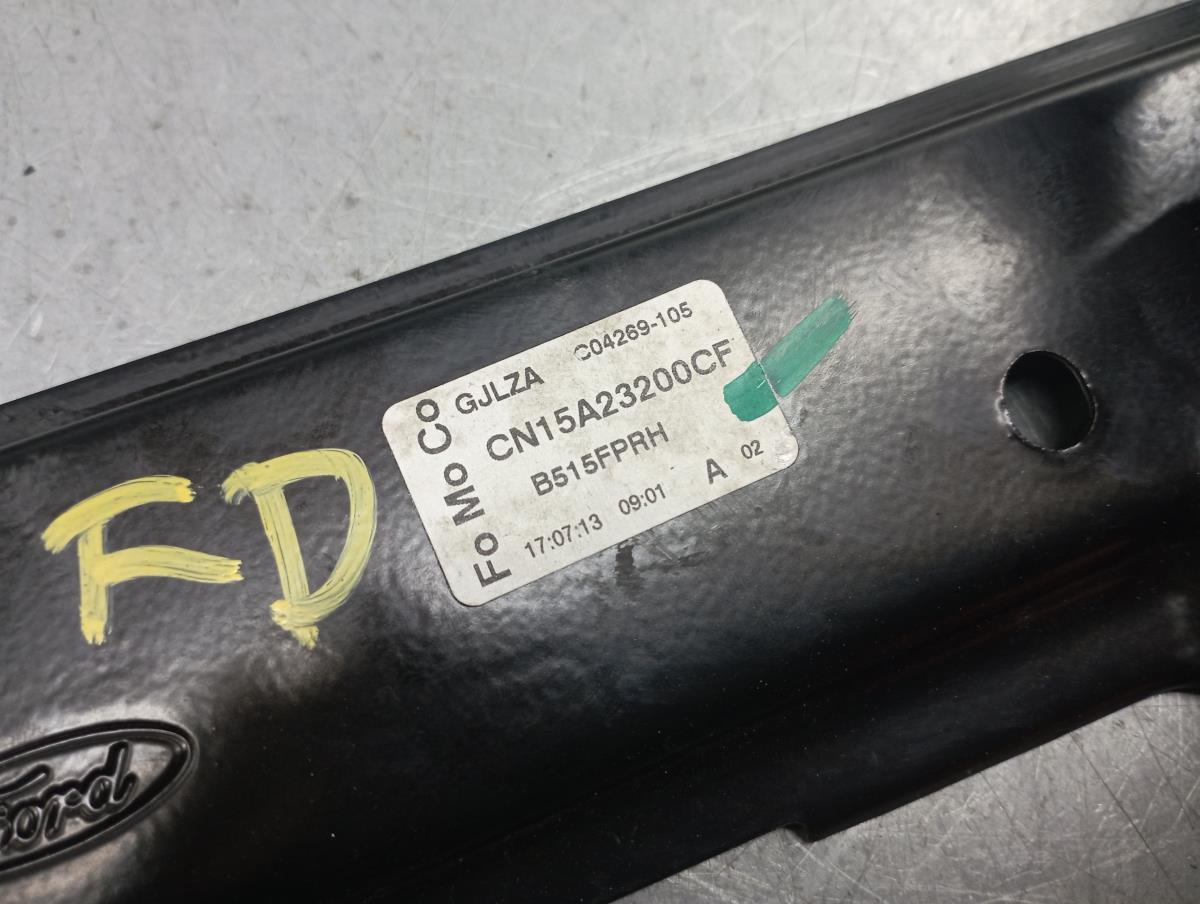 C04269-105
GJLZA
Fo Mo Co
CN15A23200CF
B515FPRH
17:07:13 09:01 A 02
FD
Ford